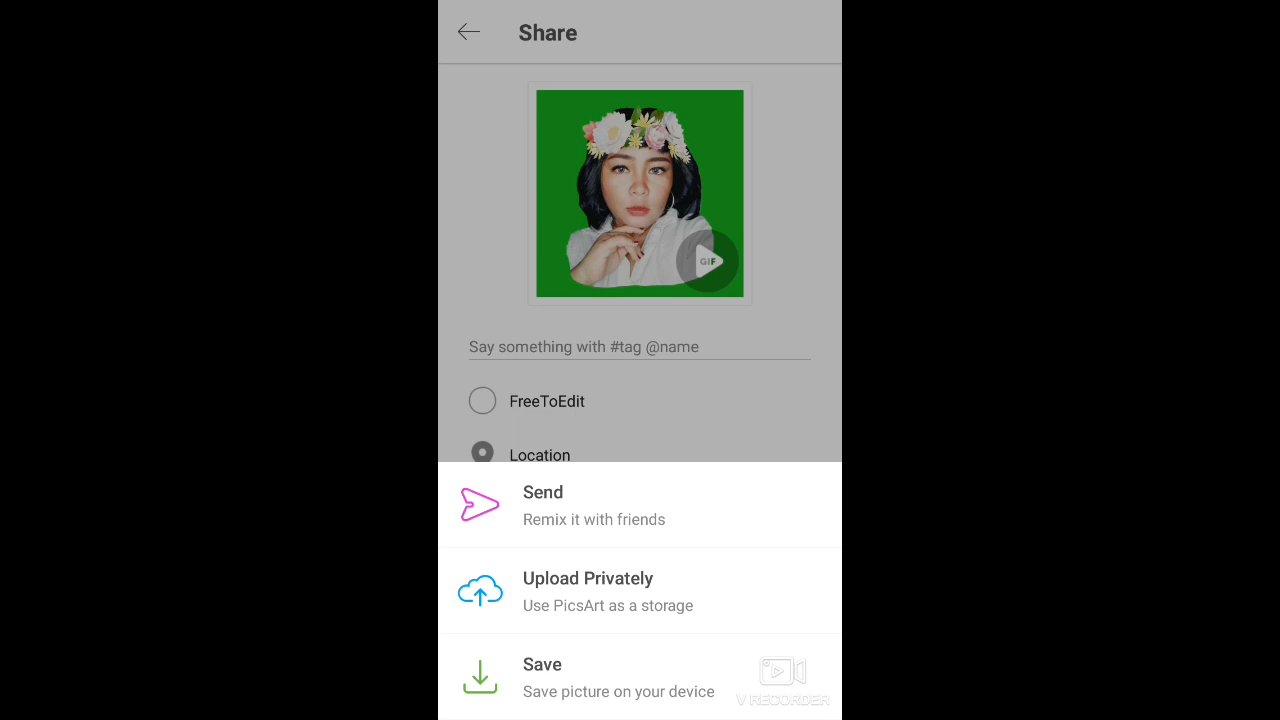 Share
GIF
Say something with #tag @name
FreeToEdit
Location
Send
Remix it with friends
Upload Privately
Use PicsArt as a storage
Save
Save picture on your device
V RECORDER